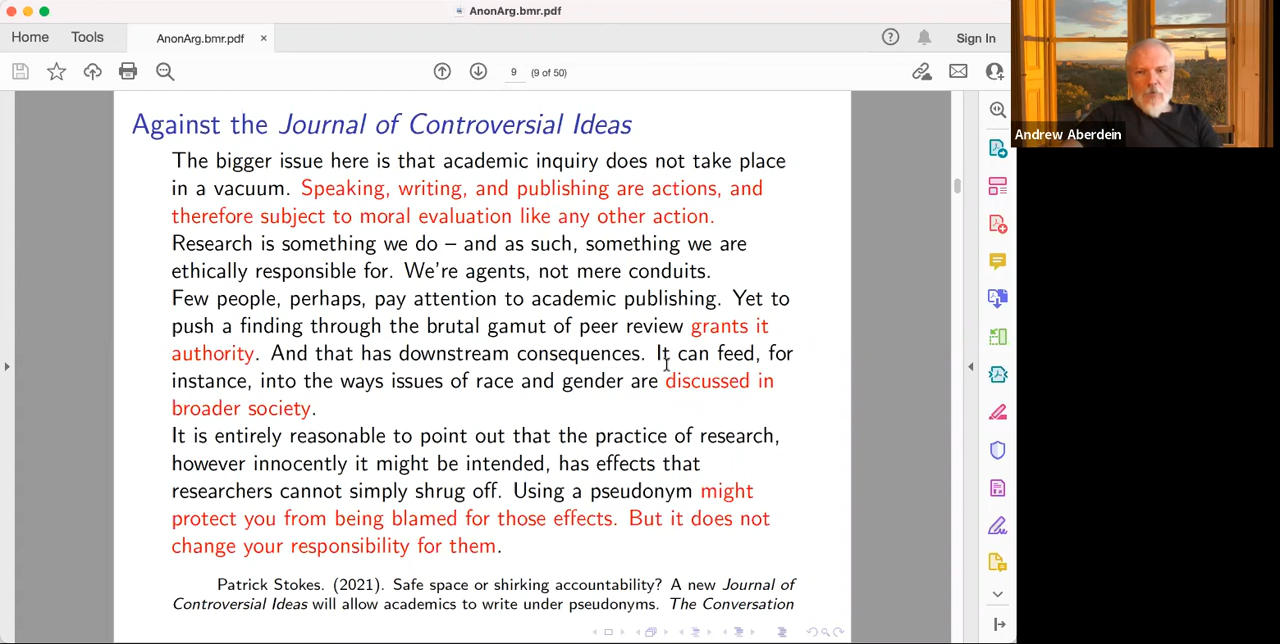 AnonArg.bmr.pdf
Home Tools AnonArg.bmr.pdf × Sign In
9 (9 of 50)
Andrew Aberdein
Against the Journal of Controversial Ideas
The bigger issue here is that academic inquiry does not take place
in a vacuum. Speaking, writing, and publishing are actions, and
therefore subject to moral evaluation like any other action.
Research is something we do – and as such, something we are
ethically responsible for. We're agents, not mere conduits.
Few people, perhaps, pay attention to academic publishing. Yet to
push a finding through the brutal gamut of peer review grants it
authority. And that has downstream consequences. It can feed, for
instance, into the ways issues of race and gender are discussed in
broader society.
It is entirely reasonable to point out that the practice of research,
however innocently it might be intended, has effects that
researchers cannot simply shrug off. Using a pseudonym might
protect you from being blamed for those effects. But it does not
change your responsibility for them.
Patrick Stokes. (2021). Safe space or shirking accountability? A new Journal of
Controversial Ideas will allow academics to write under pseudonyms. The Conversation